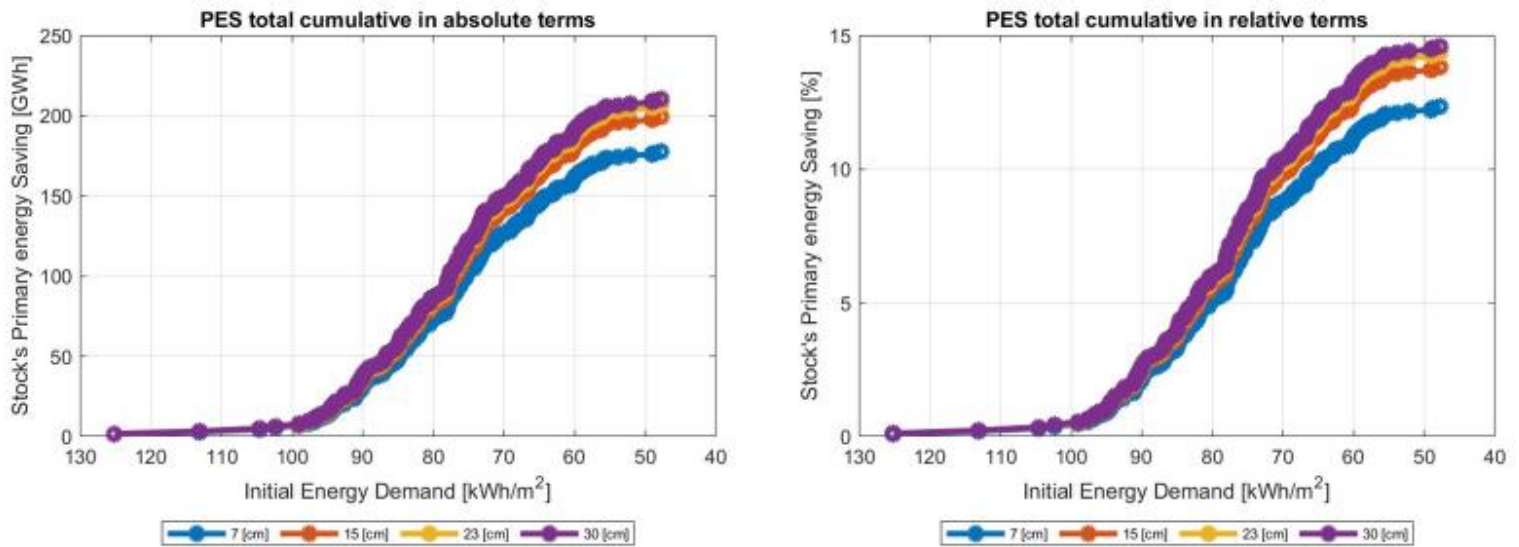 PES total cumulative in absolute terms
Stock's Primary energy Saving [GWh]
250
200
150
100
50
0
130 120 110 100 90 80 70 60 50 40
Initial Energy Demand [kWh/m²]
7 [cm] 15 [cm] 23 [cm] 30 [cm]
PES total cumulative in relative terms
Stock's Primary energy Saving [%]
15
10
5
0
130 120 110 100 90 80 70 60 50 40
Initial Energy Demand [kWh/m²]
7 [cm] 15 [cm] 23 [cm] 30 [cm]